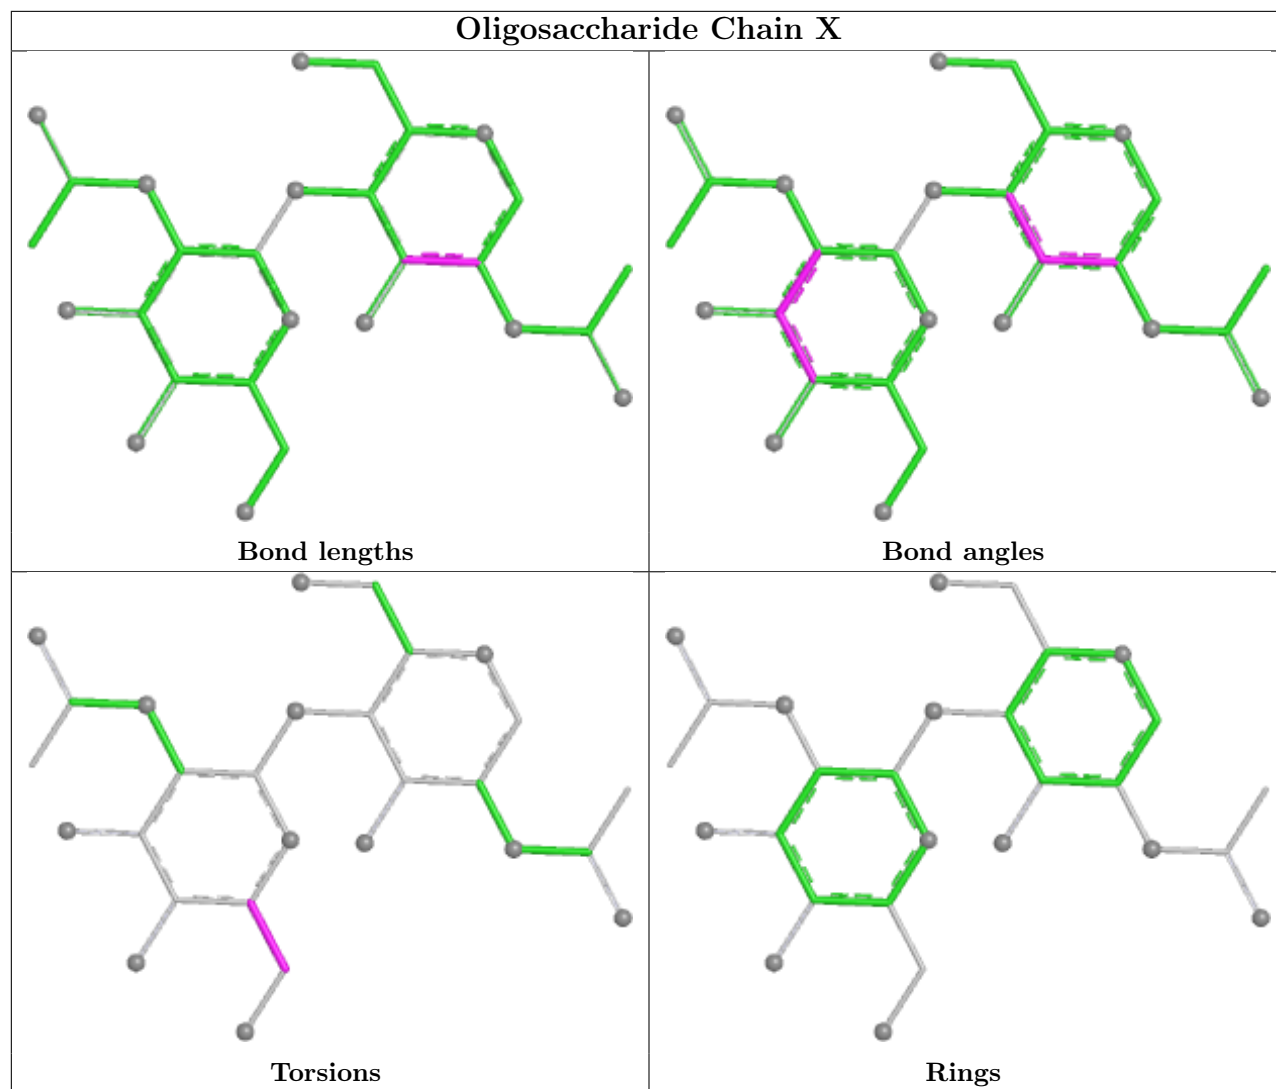 Oligosaccharide Chain X
Bond lengths
Bond angles
Torsions
Rings